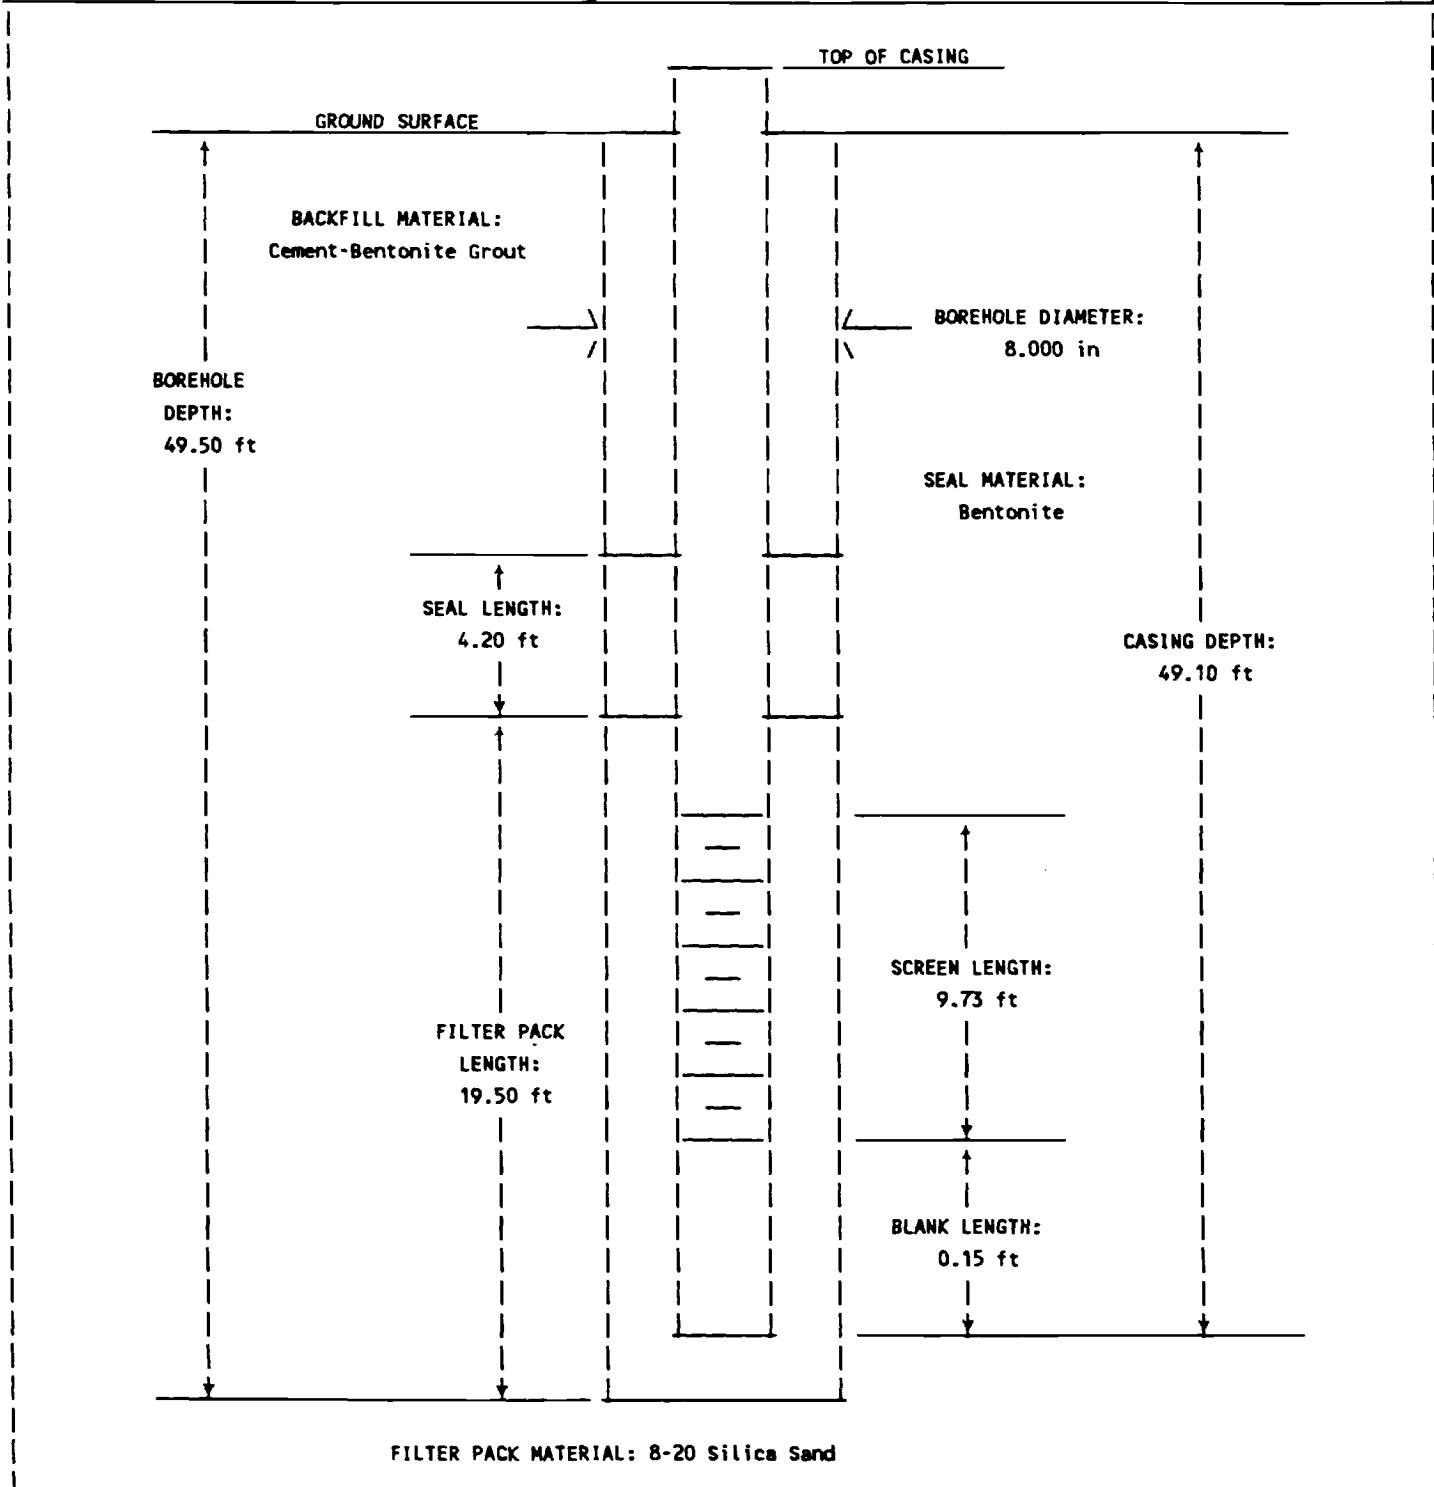 TOP OF CASING
GROUND SURFACE
BACKFILL MATERIAL:
Cement-Bentonite Grout
BOREHOLE DIAMETER:
8.000 in
BOREHOLE
DEPTH:
49.50 ft
SEAL MATERIAL:
Bentonite
SEAL LENGTH:
4.20 ft
CASING DEPTH:
49.10 ft
SCREEN LENGTH:
9.73 ft
FILTER PACK
LENGTH:
19.50 ft
BLANK LENGTH:
0.15 ft
FILTER PACK MATERIAL: 8-20 Silica Sand